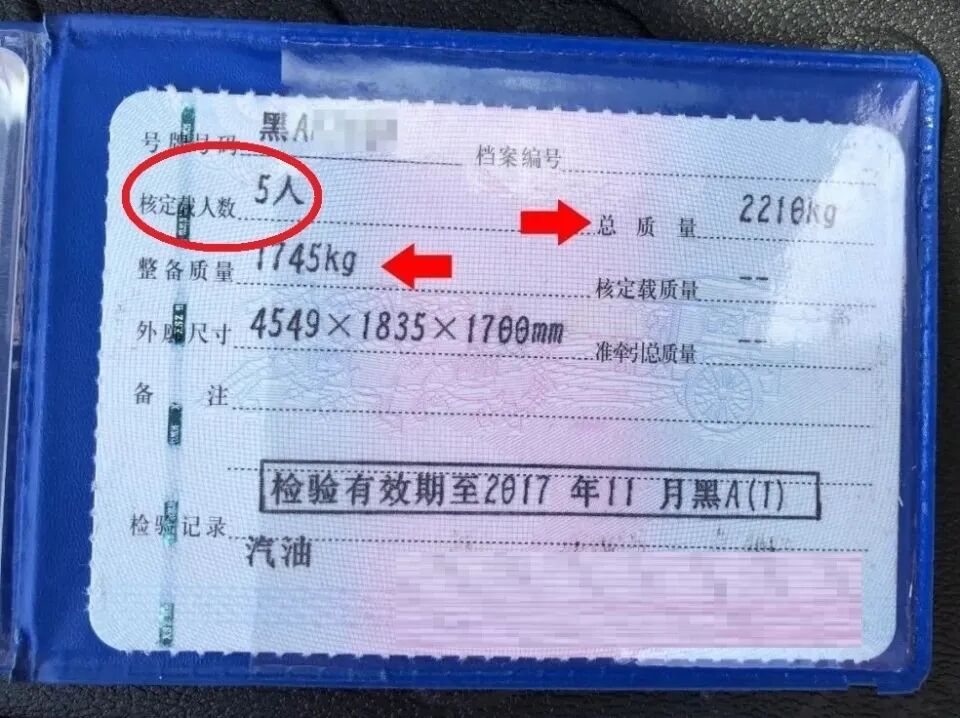 号牌号码 黑A 档案编号
核定载人数 5人 总质量 2210kg
整备质量 1745kg 核定载质量 --
外廓尺寸 4549×1835×1700mm 准牵引总质量 --
备注
检验有效期至2017年11月黑A(1)
检验记录
汽油